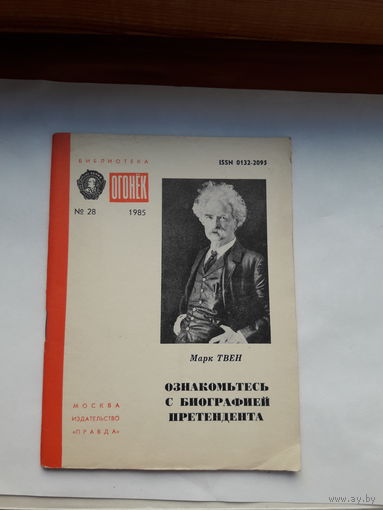 БИБЛИОТЕКА
ISSN 0132-2095
ОГОНЁК
№ 28 1985
Марк ТВЕН
ОЗНАКОМЬТЕСЬ
С БИОГРАФИЕЙ
ПРЕТЕНДЕНТА
МОСКВА
ИЗДАТЕЛЬСТВО
«ПРАВДА»
www.ay.by